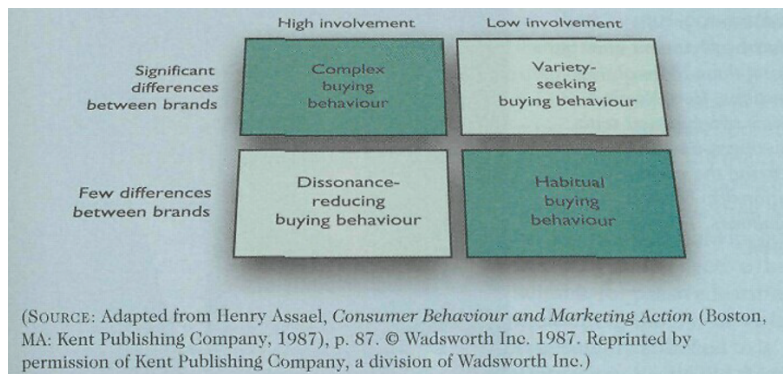 High involvement
Low involvement
Significant
differences
between brands
Complex
buying
behaviour
Variety-
seeking
buying behaviour
Few differences
between brands
Dissonance-
reducing
buying behaviour
Habitual
buying
behaviour
(SOURCE: Adapted from Henry Assael, Consumer Behaviour and Marketing Action (Boston,
MA: Kent Publishing Company, 1987), p. 87. © Wadsworth Inc. 1987. Reprinted by
permission of Kent Publishing Company, a division of Wadsworth Inc.)